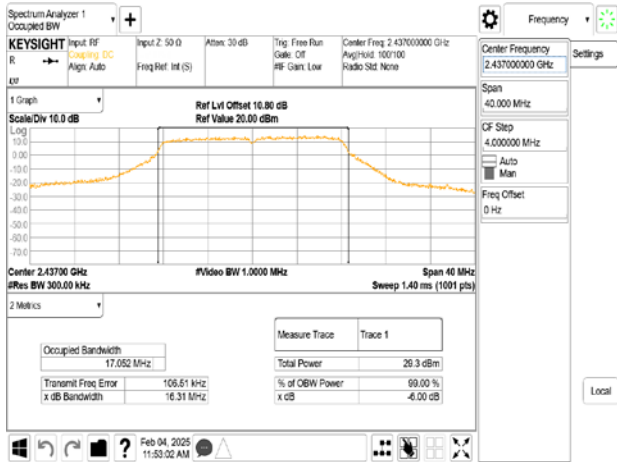 Spectrum Analyzer 1
Occupied BW
Frequency
KEYSIGHT
R
Input: RF
Coupling: DC
Align: Auto
Input Z: 50 Ω
Freq Ref: Int (S)
Atten: 30 dB
Trig: Free Run
Gate: Off
#IF Gain: Low
Center Freq: 2.437000000 GHz
Avg|Hold: 100/100
Radio Std: None
Center Frequency
2.437000000 GHz
Settings
Span
40.000 MHz
CF Step
4.000000 MHz
Auto
Man
Freq Offset
0 Hz
1 Graph
Scale/Div 10.0 dB
Ref Lvl Offset 10.80 dB
Ref Value 20.00 dBm
Log
10.0
0.00
-10.0
-20.0
-30.0
-40.0
-50.0
-60.0
-70.0
Center 2.43700 GHz
#Video BW 1.0000 MHz
Span 40 MHz
#Res BW 300.00 kHz
Sweep 1.40 ms (1001 pts)
2 Metrics
Measure Trace
Trace 1
Occupied Bandwidth
17.052 MHz
Total Power
29.3 dBm
Transmit Freq Error
106.51 kHz
% of OBW Power
99.00 %
x dB Bandwidth
16.31 MHz
x dB
-6.00 dB
Local
?
Feb 04, 2025
11:53:02 AM